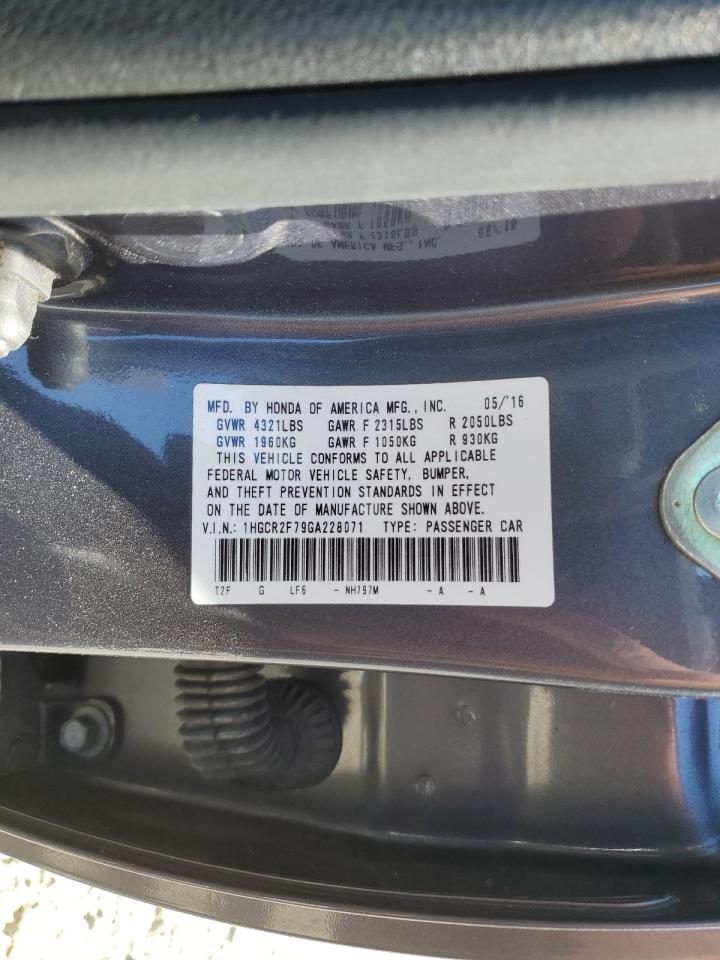 MFD. BY HONDA OF AMERICA MFG., INC. 05/'16
GVWR 4321LBS GAWR F 2315LBS R 2050LBS
GVWR 1960KG GAWR F 1050KG R 930KG
THIS VEHICLE CONFORMS TO ALL APPLICABLE
FEDERAL MOTOR VEHICLE SAFETY, BUMPER,
AND THEFT PREVENTION STANDARDS IN EFFECT
ON THE DATE OF MANUFACTURE SHOWN ABOVE.
V.I.N.: 1HGCR2F79GA228071 TYPE: PASSENGER CAR
T2F G LF6 - NH797M - A - A